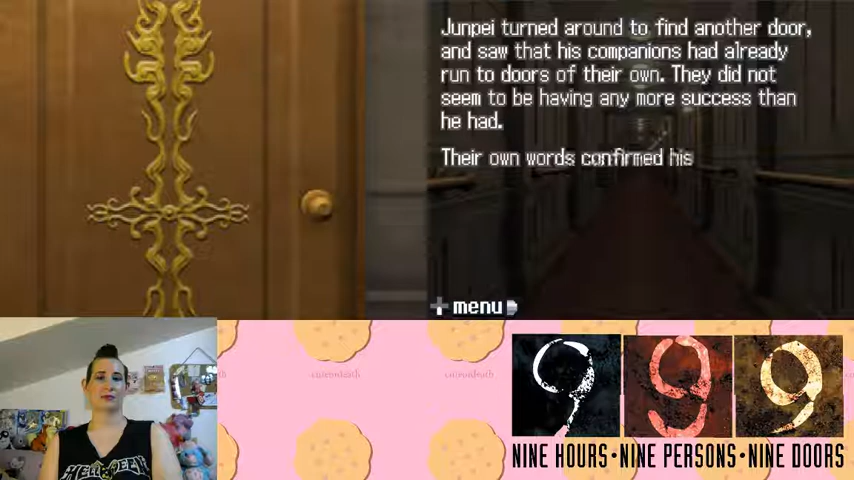 Junpei turned around to find another door,
and saw that his companions had already
run to doors of their own. They did not
seem to be having any more success than
he had.
Their own words confirmed his
menu
999
NINE HOURS•NINE PERSONS•NINE DOORS